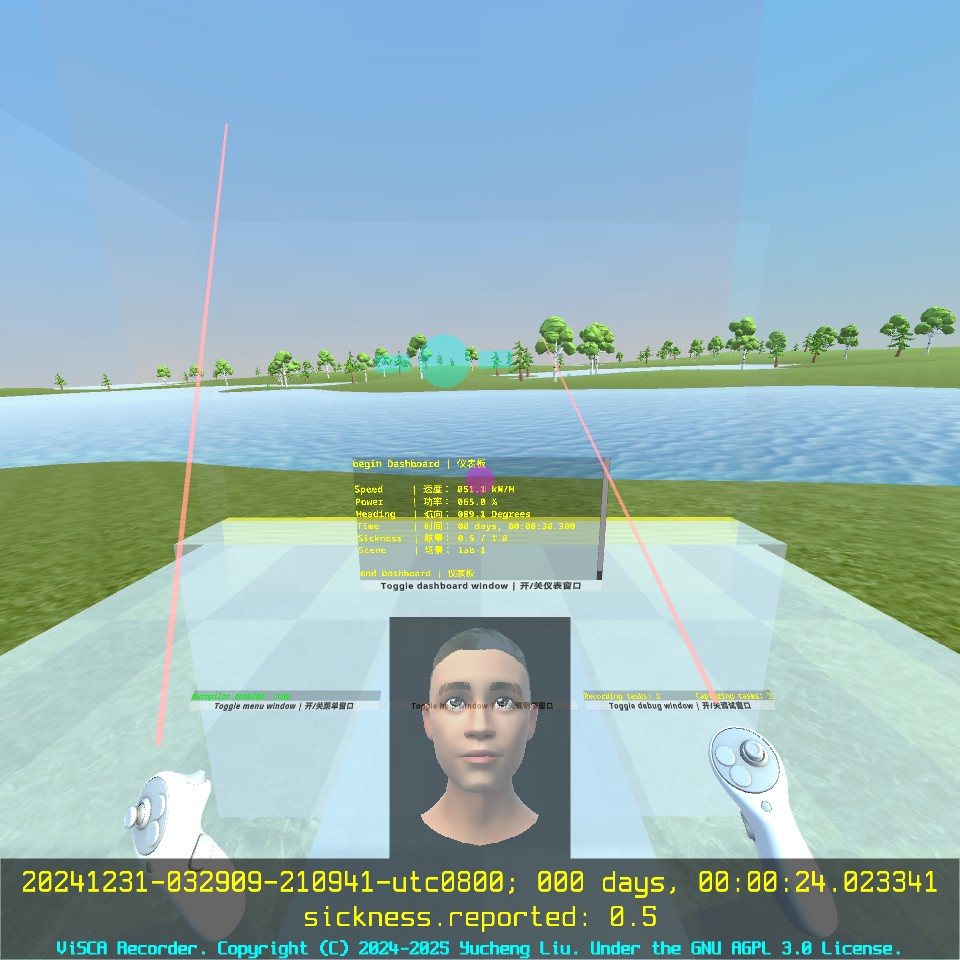 begin Dashboard | 仪表板
Speed | 速度: 051.1 kM/H
Power | 功率: 065.0 %
Heading | 航向: 089.1 Degrees
Time | 时间: 00 days, 00:00:30.300
Sickness | 眩晕: 0.5 / 1.0
Scene | 场景: lab-1
end Dashboard | 仪表板
Toggle dashboard window | 开/关仪表窗口
Autopilot enabled: True
Recording tasks: 1
Toggle menu window | 开/关菜单窗口
Toggle
Toggle debug window | 开/关调试窗口
20241231-032909-210941-utc0800; 000 days, 00:00:24.023341
sickness.reported: 0.5
ViSCA Recorder. Copyright (C) 2024-2025 Yucheng Liu. Under the GNU AGPL 3.0 License.